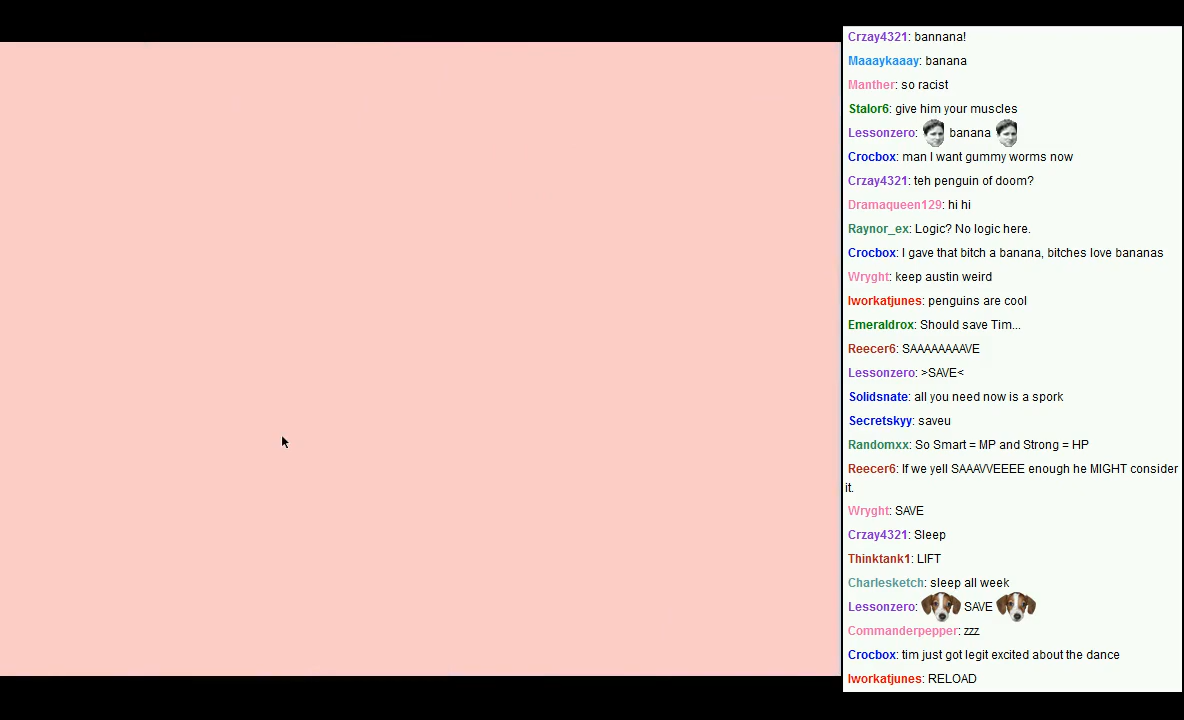 Crzay4321: bannana!
Maaaykaaay: banana
Manther: so racist
Stalor6: give him your muscles
Lessonzero: banana
Crocbox: man I want gummy worms now
Crzay4321: teh penguin of doom?
Dramaqueen129: hi hi
Raynor_ex: Logic? No logic here.
Crocbox: I gave that bitch a banana, bitches love bananas
Wryght: keep austin weird
Iworkatjunes: penguins are cool
Emeraldrox: Should save Tim...
Reecer6: SAAAAAAAAVE
Lessonzero: >SAVE<
Solidsnate: all you need now is a spork
Secretskyy: saveu
Randomxx: So Smart = MP and Strong = HP
Reecer6: If we yell SAAAVVEEEE enough he MIGHT consider
it.
Wryght: SAVE
Crzay4321: Sleep
Thinktank1: LIFT
Charlesketch: sleep all week
Lessonzero: SAVE
Commanderpepper: zzz
Crocbox: tim just got legit excited about the dance
Iworkatjunes: RELOAD